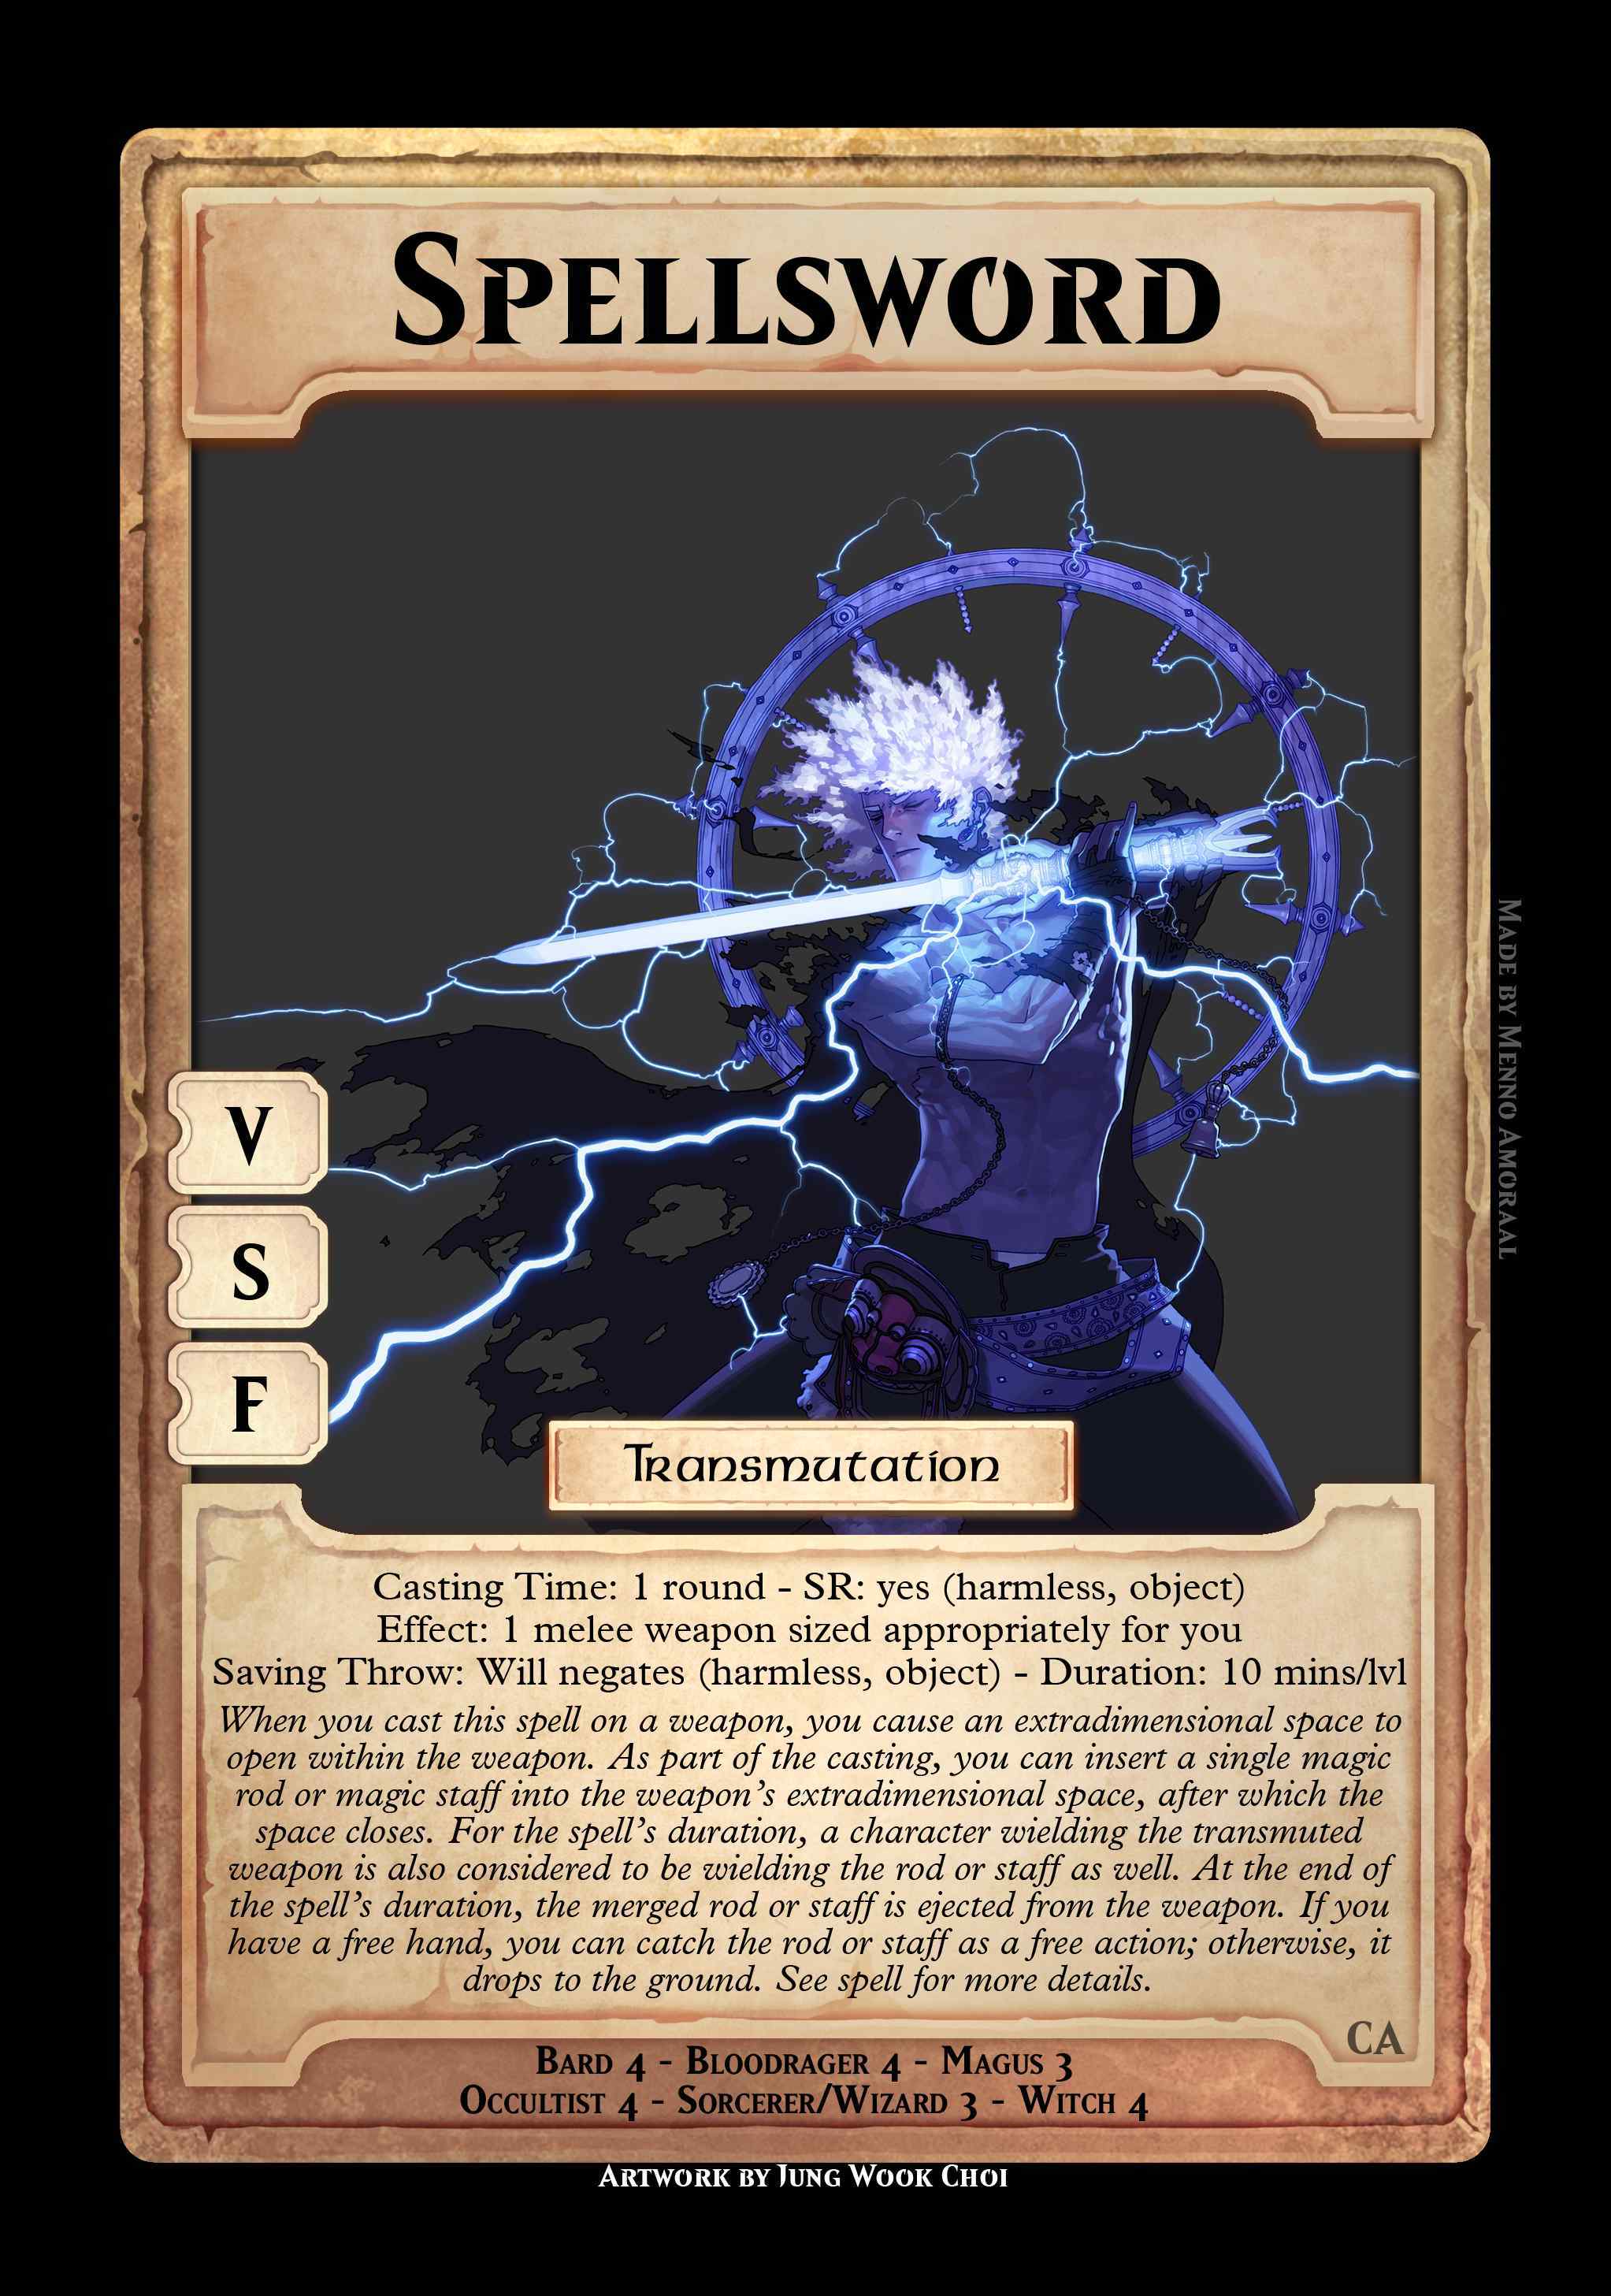 Spellsword
V
S
F
Transmutation
Casting Time: 1 round - SR: yes (harmless, object)
Effect: 1 melee weapon sized appropriately for you
Saving Throw: Will negates (harmless, object) - Duration: 10 mins/lvl
When you cast this spell on a weapon, you cause an extradimensional space to
open within the weapon. As part of the casting, you can insert a single magic
rod or magic staff into the weapon's extradimensional space, after which the
space closes. For the spell's duration, a character wielding the transmuted
weapon is also considered to be wielding the rod or staff as well. At the end of
the spell's duration, the merged rod or staff is ejected from the weapon. If you
have a free hand, you can catch the rod or staff as a free action; otherwise, it
drops to the ground. See spell for more details.
CA
Bard 4 - Bloodrager 4 - Magus 3
Occultist 4 - Sorcerer/Wizard 3 - Witch 4
Artwork by Jung Wook Choi
Made by Menno Amoraal